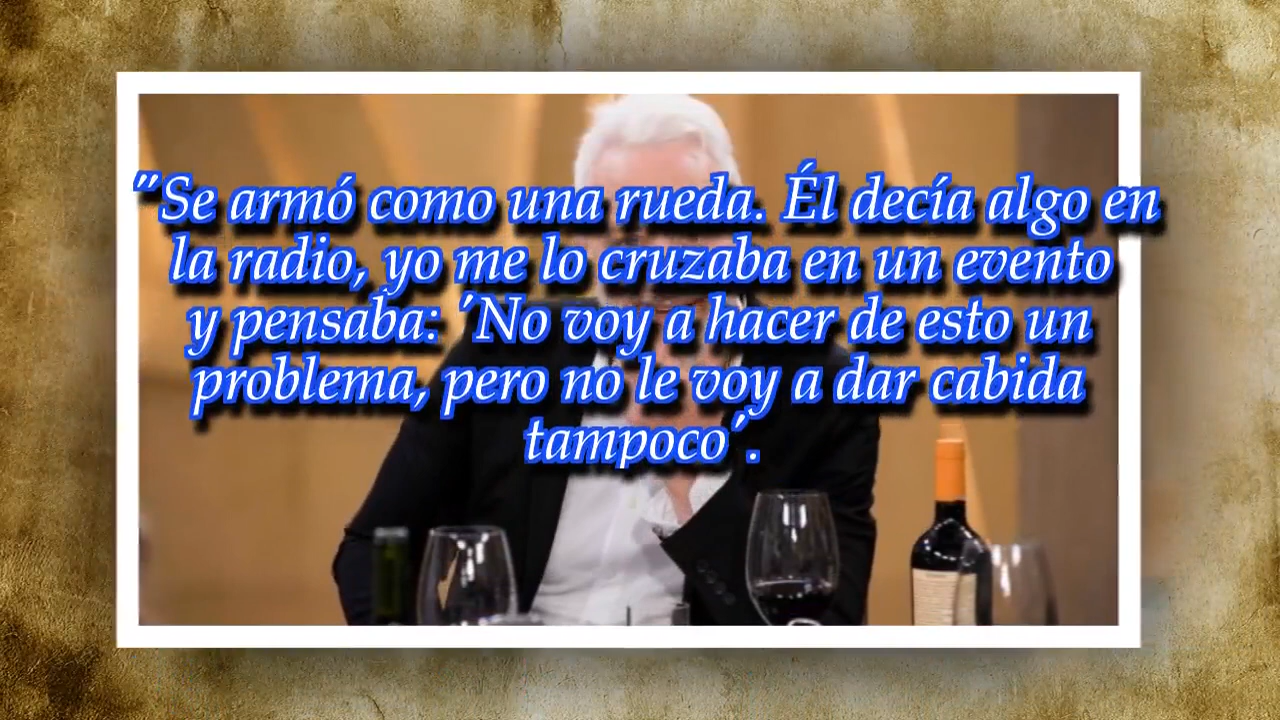 "Se armó como una rueda. Él decía algo en
la radio, yo me lo cruzaba en un evento
y pensaba: ´No voy a hacer de esto un
problema, pero no le voy a dar cabida
tampoco´.